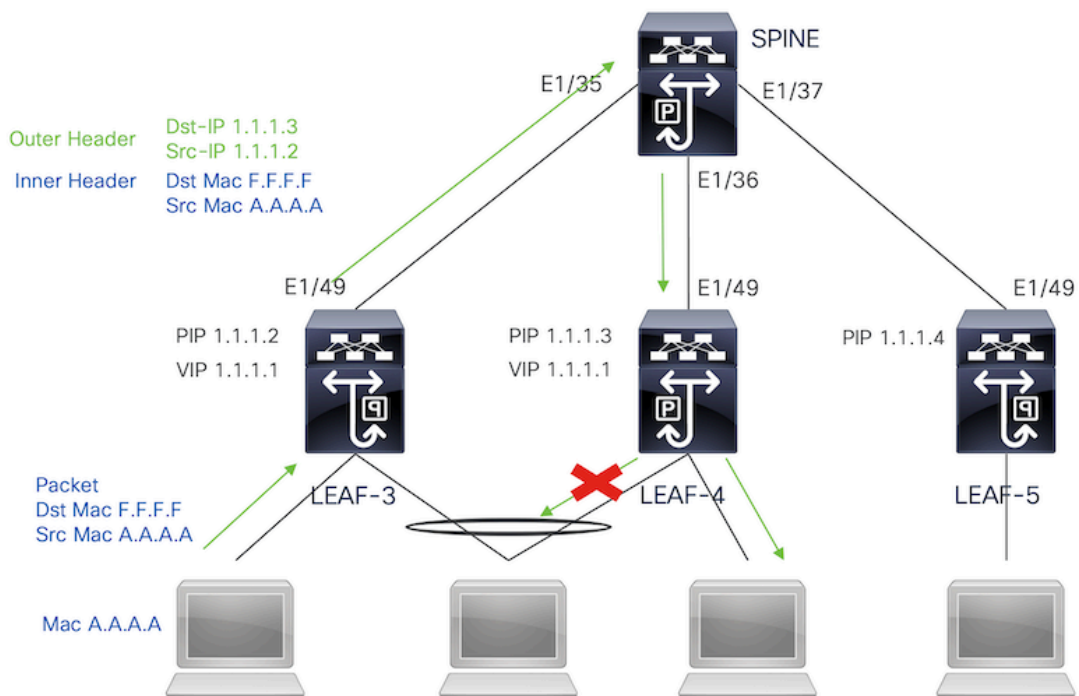 SPINE
E1/35
E1/37
Outer Header
Dst-IP 1.1.1.3
Src-IP 1.1.1.2
Inner Header
Dst Mac F.F.F.F
Src Mac A.A.A.A
P
E1/36
E1/49
E1/49
E1/49
PIP 1.1.1.2
VIP 1.1.1.1
PIP 1.1.1.3
VIP 1.1.1.1
PIP 1.1.1.4
P
P
P
Packet
Dst Mac F.F.F.F
Src Mac A.A.A.A
LEAF-3
LEAF-4
LEAF-5
Mac A.A.A.A